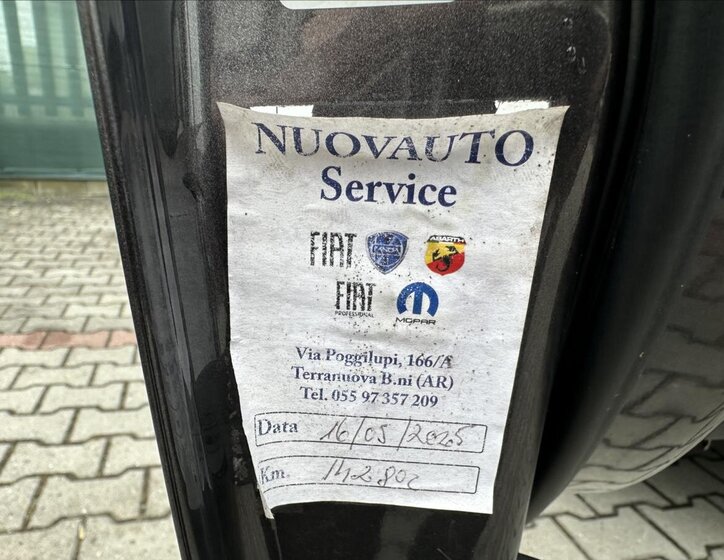 NUOVAUTO
Service
FIAT LANCIA ABARTH
FIAT
PROFESSIONAL
MOPAR
Via Poggilupi, 166/A
Terranuova B.ni (AR)
Tel. 055 97 357 209
Data 16/05/2025
Km. 142.802